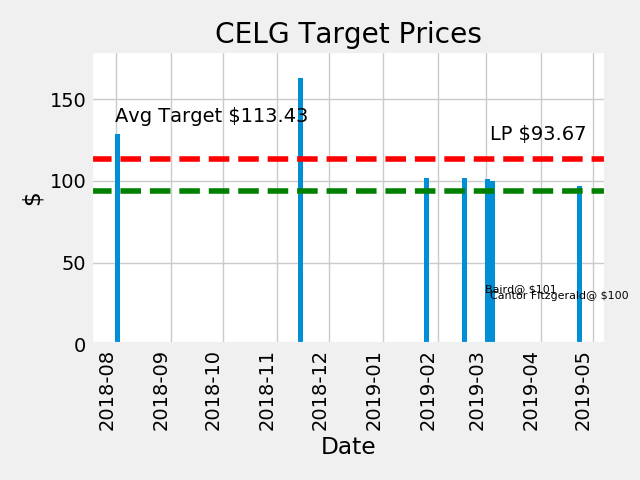 CELG Target Prices
Avg Target $113.43
LP $93.67
Baird@ $101
Cantor Fitzgerald@ $100
$
150
100
50
0
2018-08
2018-09
2018-10
2018-11
2018-12
2019-01
2019-02
2019-03
2019-04
2019-05
Date